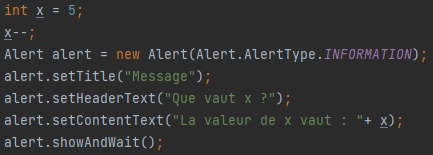 int x = 5;
x--;
Alert alert = new Alert(Alert.AlertType.INFORMATION);
alert.setTitle("Message");
alert.setHeaderText("Que vaut x ?");
alert.setContentText("La valeur de x vaut : "+ x);
alert.showAndWait();